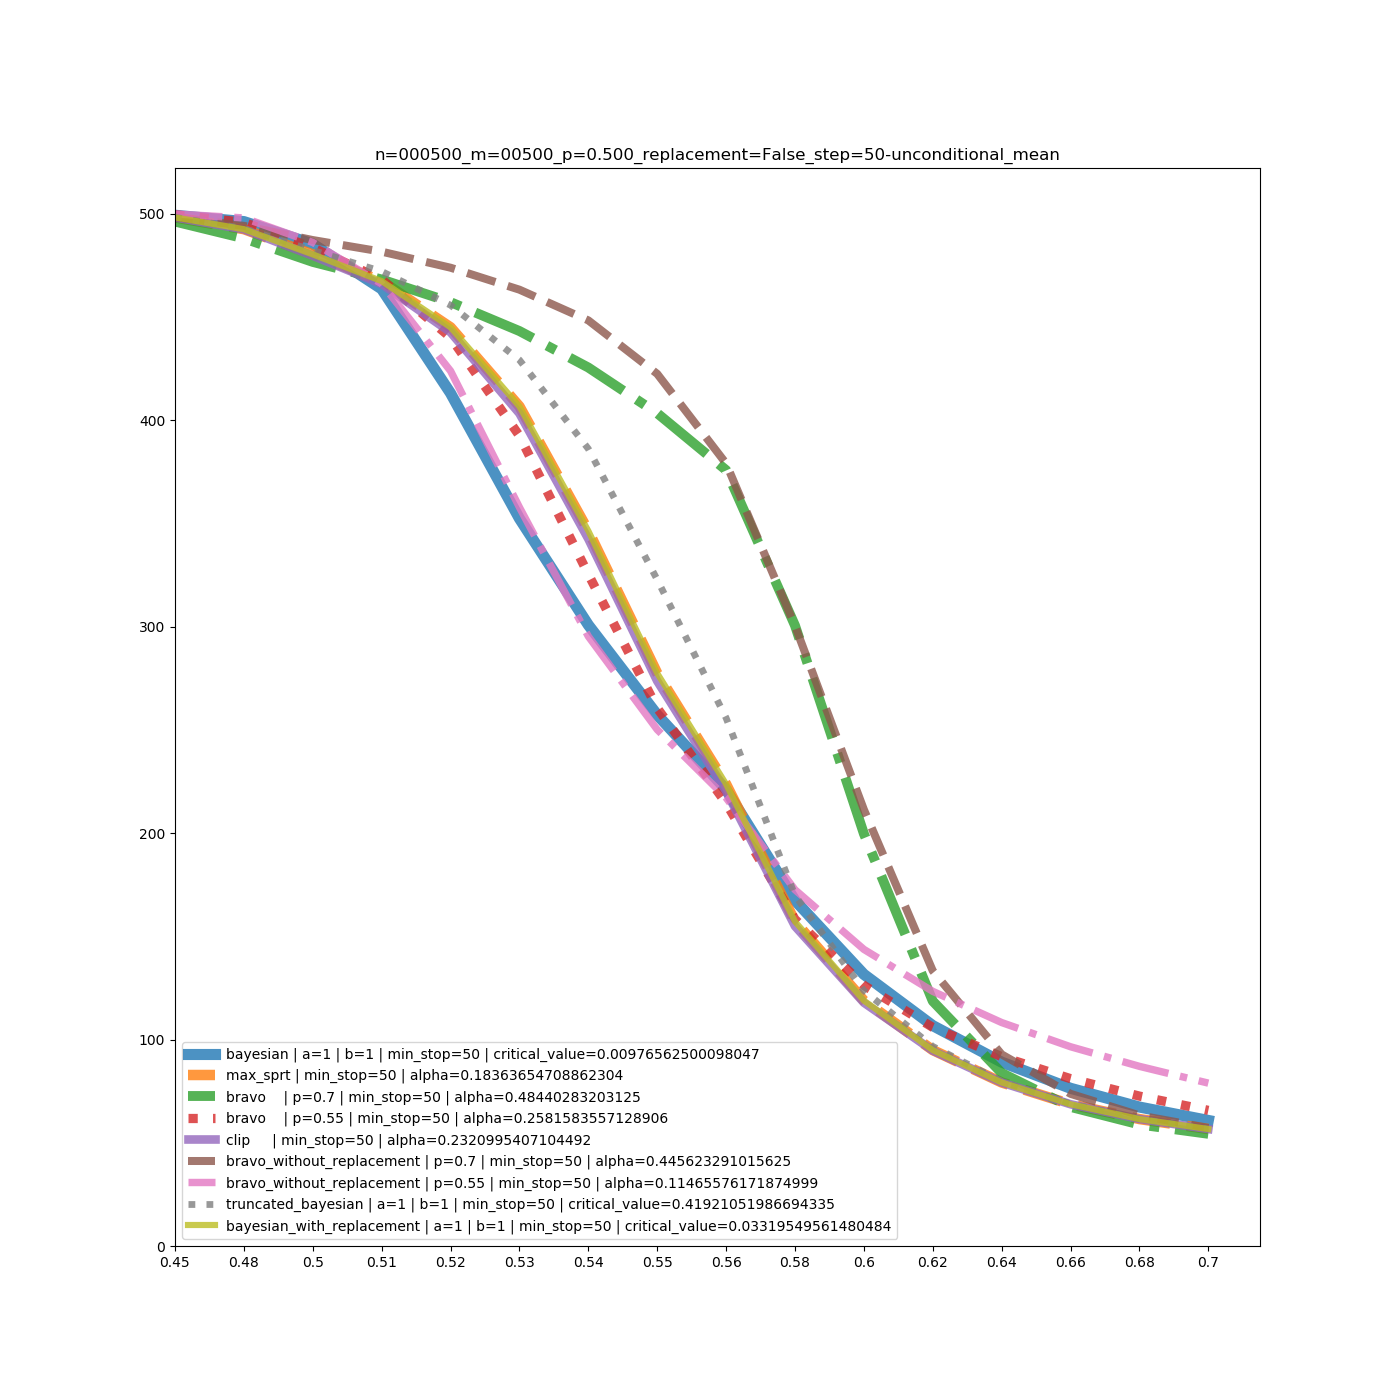 n=000500_m=00500_p=0.500_replacement=False_step=50-unconditional_mean
500
400
300
200
100
0
bayesian | a=1 | b=1 | min_stop=50 | critical_value=0.00976562500098047
max_sprt | min_stop=50 | alpha=0.18363654708862304
bravo    | p=0.7 | min_stop=50 | alpha=0.48440283203125
bravo    | p=0.55 | min_stop=50 | alpha=0.2581583557128906
clip     | min_stop=50 | alpha=0.2320995407104492
bravo_without_replacement | p=0.7 | min_stop=50 | alpha=0.445623291015625
bravo_without_replacement | p=0.55 | min_stop=50 | alpha=0.11465576171874999
truncated_bayesian | a=1 | b=1 | min_stop=50 | critical_value=0.41921051986694335
bayesian_with_replacement | a=1 | b=1 | min_stop=50 | critical_value=0.03319549561480484
0.45 0.48 0.5 0.51 0.52 0.53 0.54 0.55 0.56 0.58 0.6 0.62 0.64 0.66 0.68 0.7